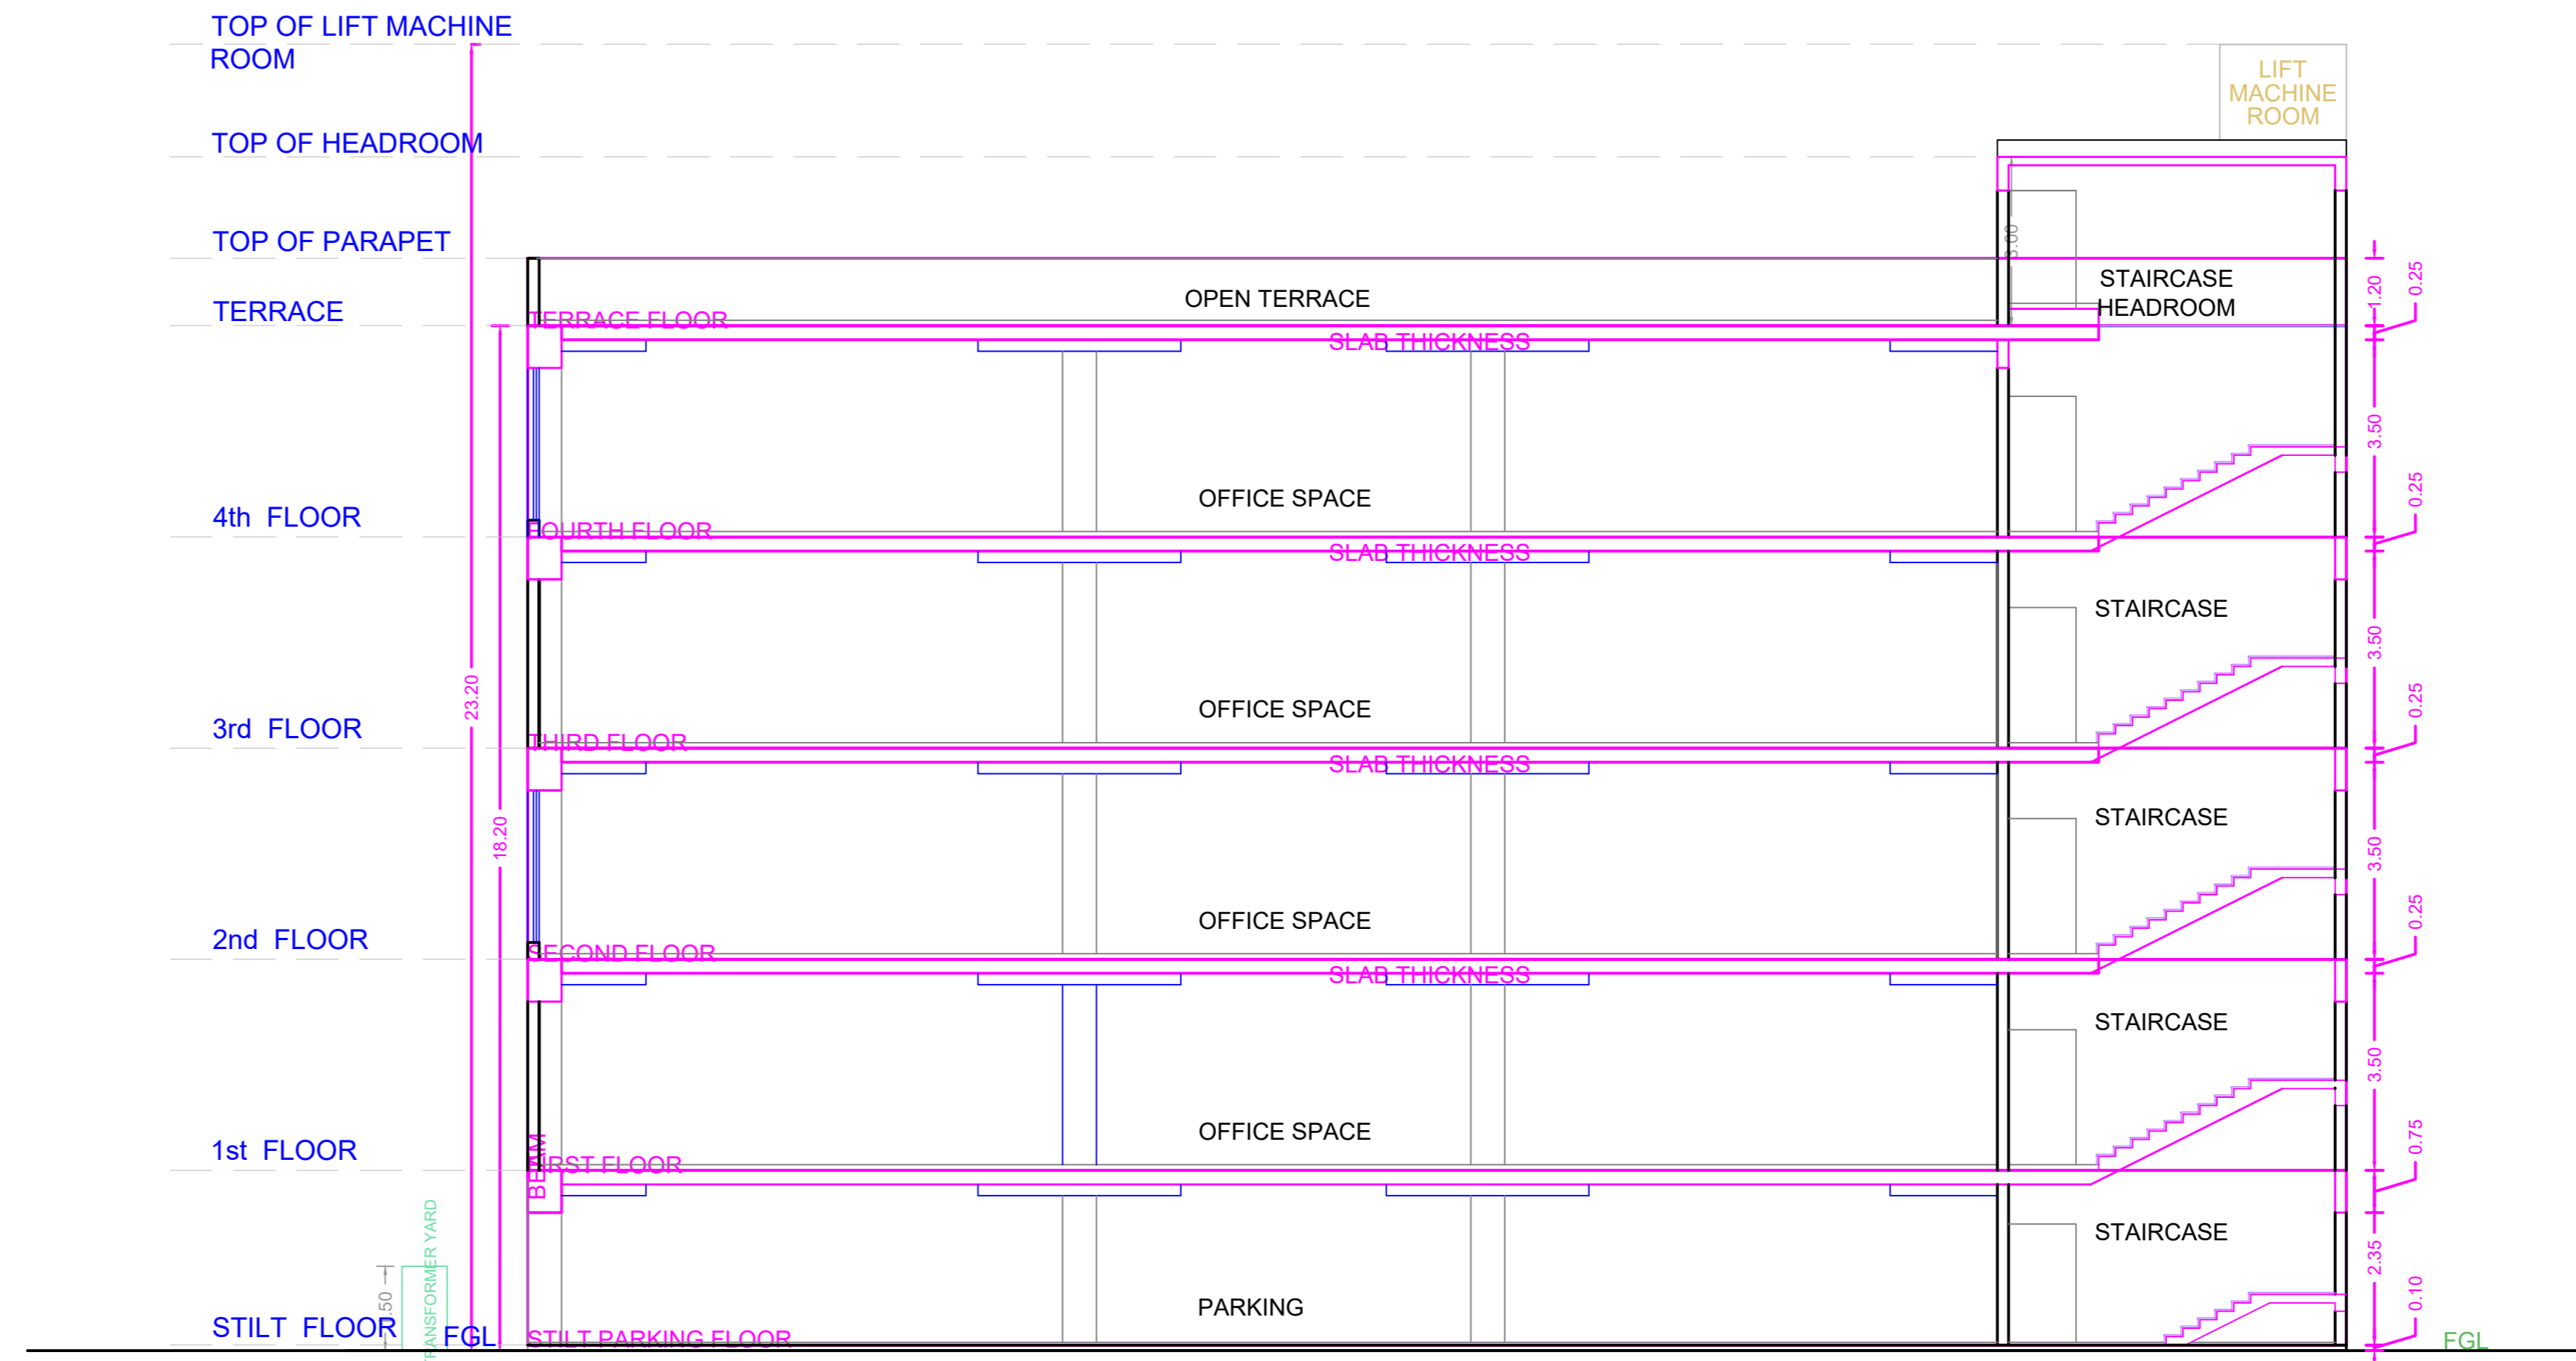 TOP OF LIFT MACHINE
ROOM
LIFT
MACHINE
ROOM
TOP OF HEADROOM
TOP OF PARAPET
3.00
TERRACE
OPEN TERRACE
STAIRCASE
HEADROOM
1.20
0.25
TERRACE FLOOR
SLAB THICKNESS
3.50
4th FLOOR
OFFICE SPACE
0.25
FOURTH FLOOR
SLAB THICKNESS
STAIRCASE
3.50
23.20
3rd FLOOR
OFFICE SPACE
0.25
THIRD FLOOR
SLAB THICKNESS
STAIRCASE
18.20
3.50
2nd FLOOR
OFFICE SPACE
0.25
SECOND FLOOR
SLAB THICKNESS
STAIRCASE
3.50
1st FLOOR
OFFICE SPACE
0.75
BEAM
FIRST FLOOR
STAIRCASE
TRANSFORMER YARD
2.35
PARKING
0.10
STILT FLOOR
FGL
STILT PARKING FLOOR
FGL